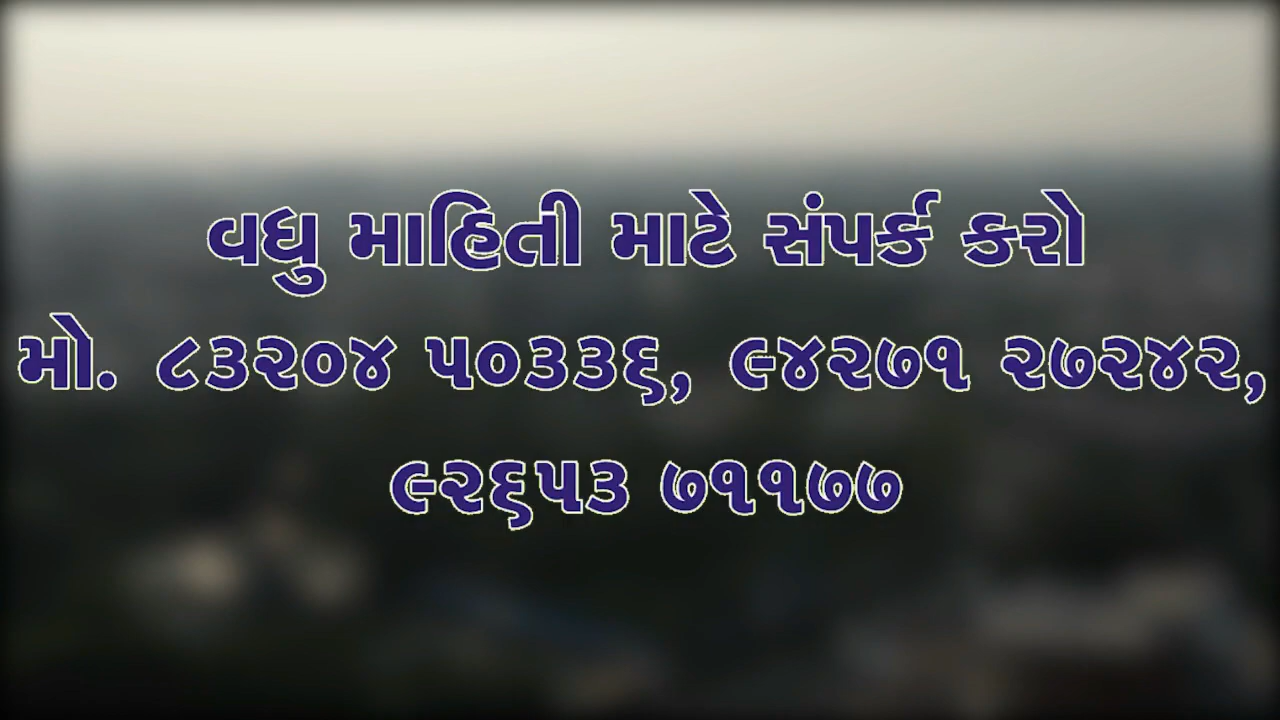 વધુ માહિતી માટે સંપર્ક કરો
મો. ૮૩૨૦૪ ૫૦૩૩૬, ૯૪૨૭૧ ૨૭૨૪૨,
૯૨૬૫૩ ૭૧૧૭૭